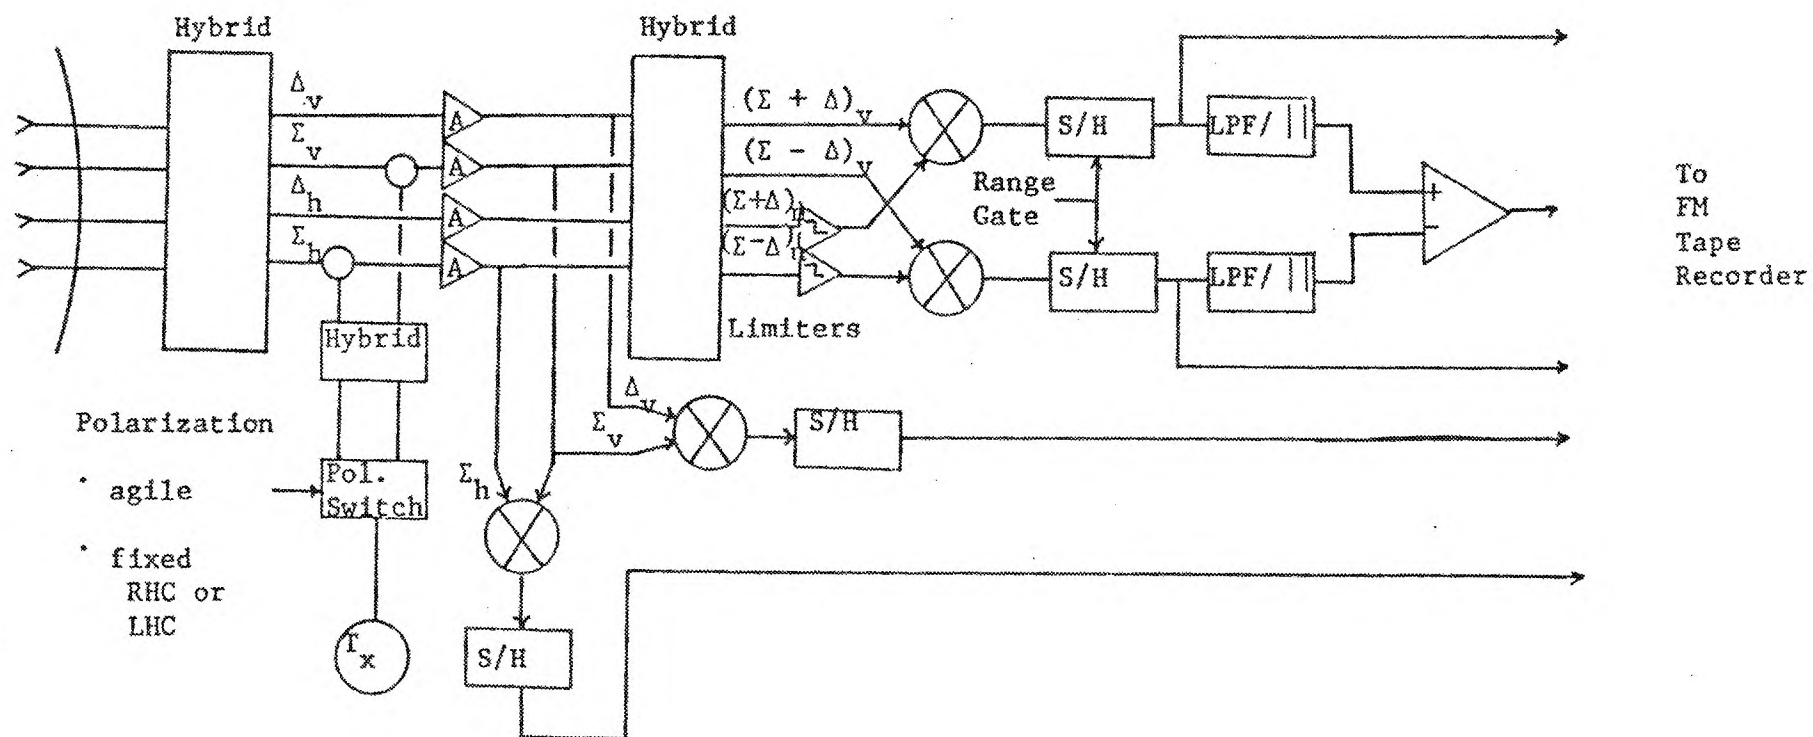 Hybrid
Hybrid
Δv
Σv
Δh
Σh
A
A
A
A
(Σ + Δ)v
(Σ - Δ)v
(Σ+Δ)
(Σ-Δ)
Limiters
S/H
Range
Gate
S/H
LPF/ ||
LPF/ ||
+
-
To
FM
Tape
Recorder
Hybrid
Polarization
· agile
· fixed
RHC or
LHC
Pol.
Switch
Tx
Δv
Σv
S/H
Σh
S/H